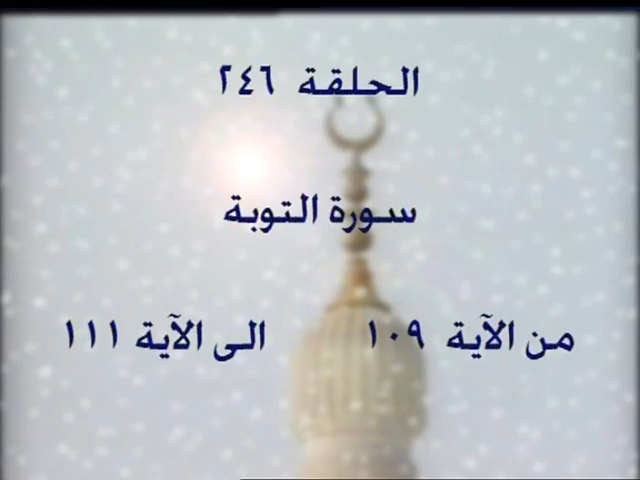 الحلقة ٢٤٦
سورة التوبة
من الآية ١٠٩ الى الآية ١١١